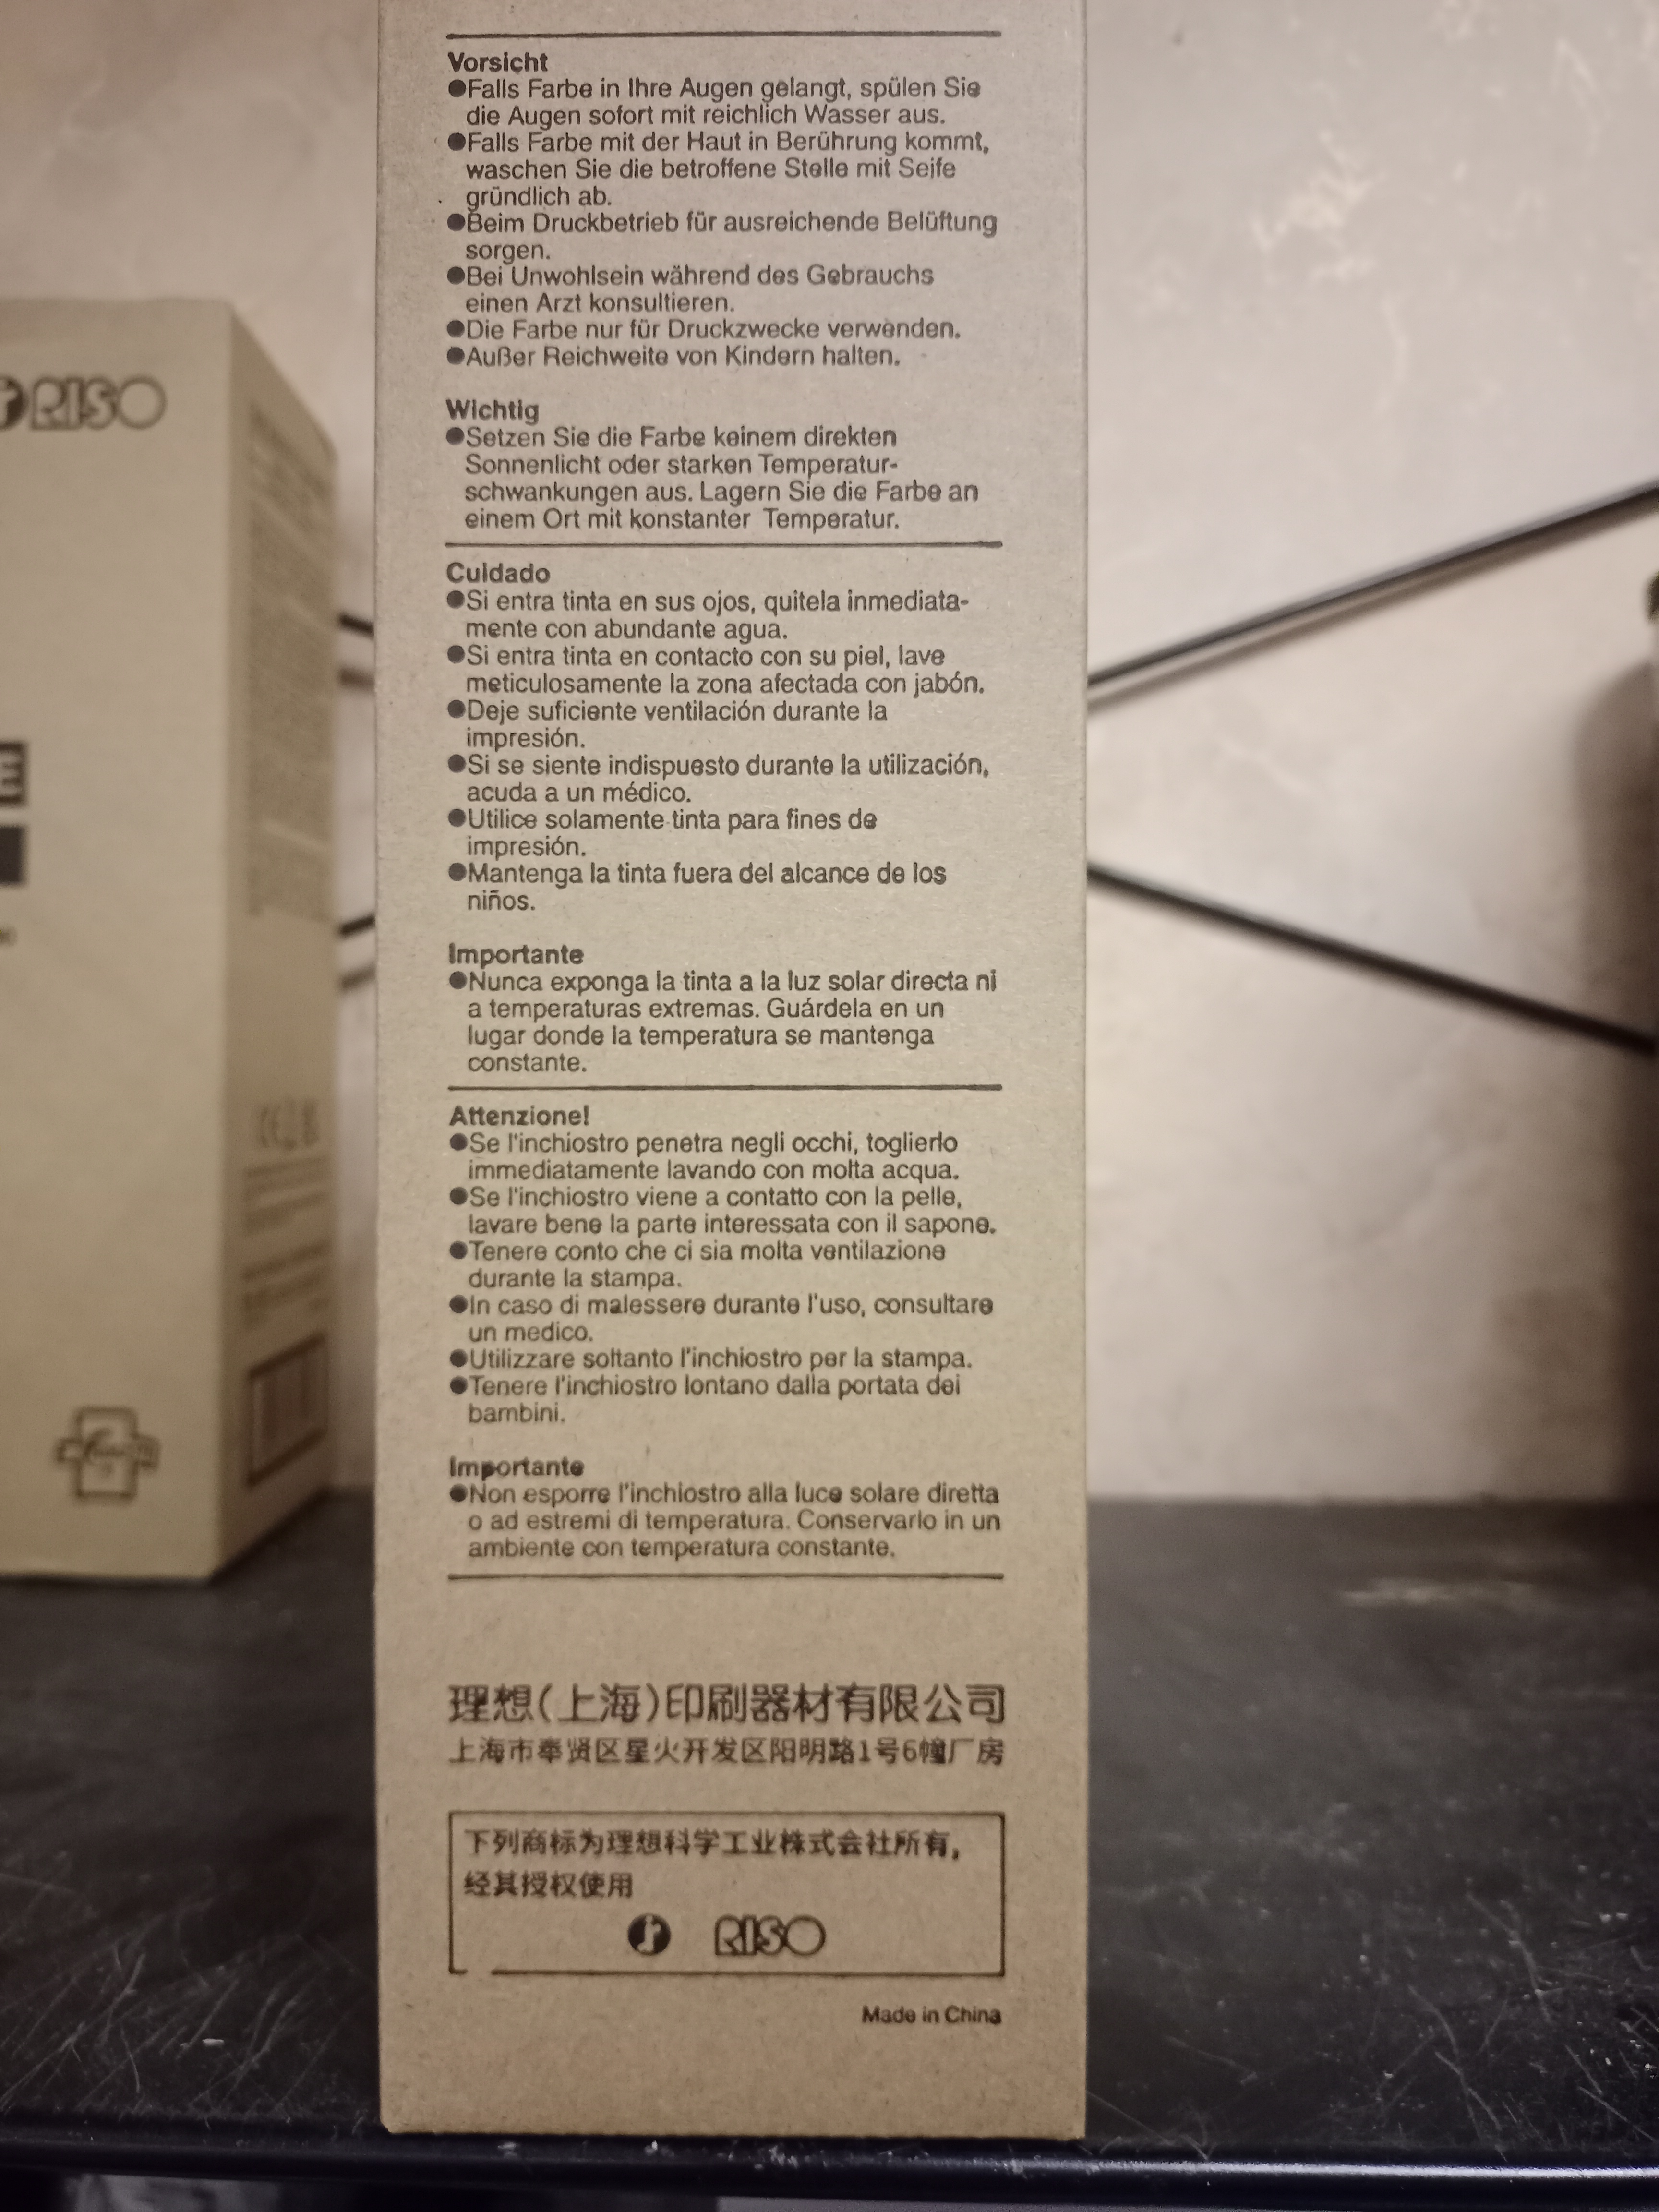 Vorsicht
●Falls Farbe in Ihre Augen gelangt, spülen Sie
die Augen sofort mit reichlich Wasser aus.
●Falls Farbe mit der Haut in Berührung kommt,
waschen Sie die betroffene Stelle mit Seife
gründlich ab.
●Beim Druckbetrieb für ausreichende Belüftung
sorgen.
●Bei Unwohlsein während des Gebrauchs
einen Arzt konsultieren.
●Die Farbe nur für Druckzwecke verwenden.
●Außer Reichweite von Kindern halten.
Wichtig
●Setzen Sie die Farbe keinem direkten
Sonnenlicht oder starken Temperatur-
schwankungen aus. Lagern Sie die Farbe an
einem Ort mit konstanter Temperatur.
Cuidado
●Si entra tinta en sus ojos, quitela inmediata-
mente con abundante agua.
●Si entra tinta en contacto con su piel, lave
meticulosamente la zona afectada con jabón.
●Deje suficiente ventilación durante la
impresión.
●Si se siente indispuesto durante la utilización,
acuda a un médico.
●Utilice solamente tinta para fines de
impresión.
●Mantenga la tinta fuera del alcance de los
niños.
Importante
●Nunca exponga la tinta a la luz solar directa ni
a temperaturas extremas. Guárdela en un
lugar donde la temperatura se mantenga
constante.
Attenzione!
●Se l'inchiostro penetra negli occhi, toglierlo
immediatamente lavando con molta acqua.
●Se l'inchiostro viene a contatto con la pelle,
lavare bene la parte interessata con il sapone.
●Tenere conto che ci sia molta ventilazione
durante la stampa.
●In caso di malessere durante l'uso, consultare
un medico.
●Utilizzare soltanto l'inchiostro per la stampa.
●Tenere l'inchiostro lontano dalla portata dei
bambini.
Importante
●Non esporre l'inchiostro alla luce solare diretta
o ad estremi di temperatura. Conservarlo in un
ambiente con temperatura constante.
理想(上海)印刷器材有限公司
上海市奉贤区星火开发区阳明路1号6幢厂房
下列商标为理想科学工业株式会社所有,
经其授权使用
RISO
Made in China
RISO